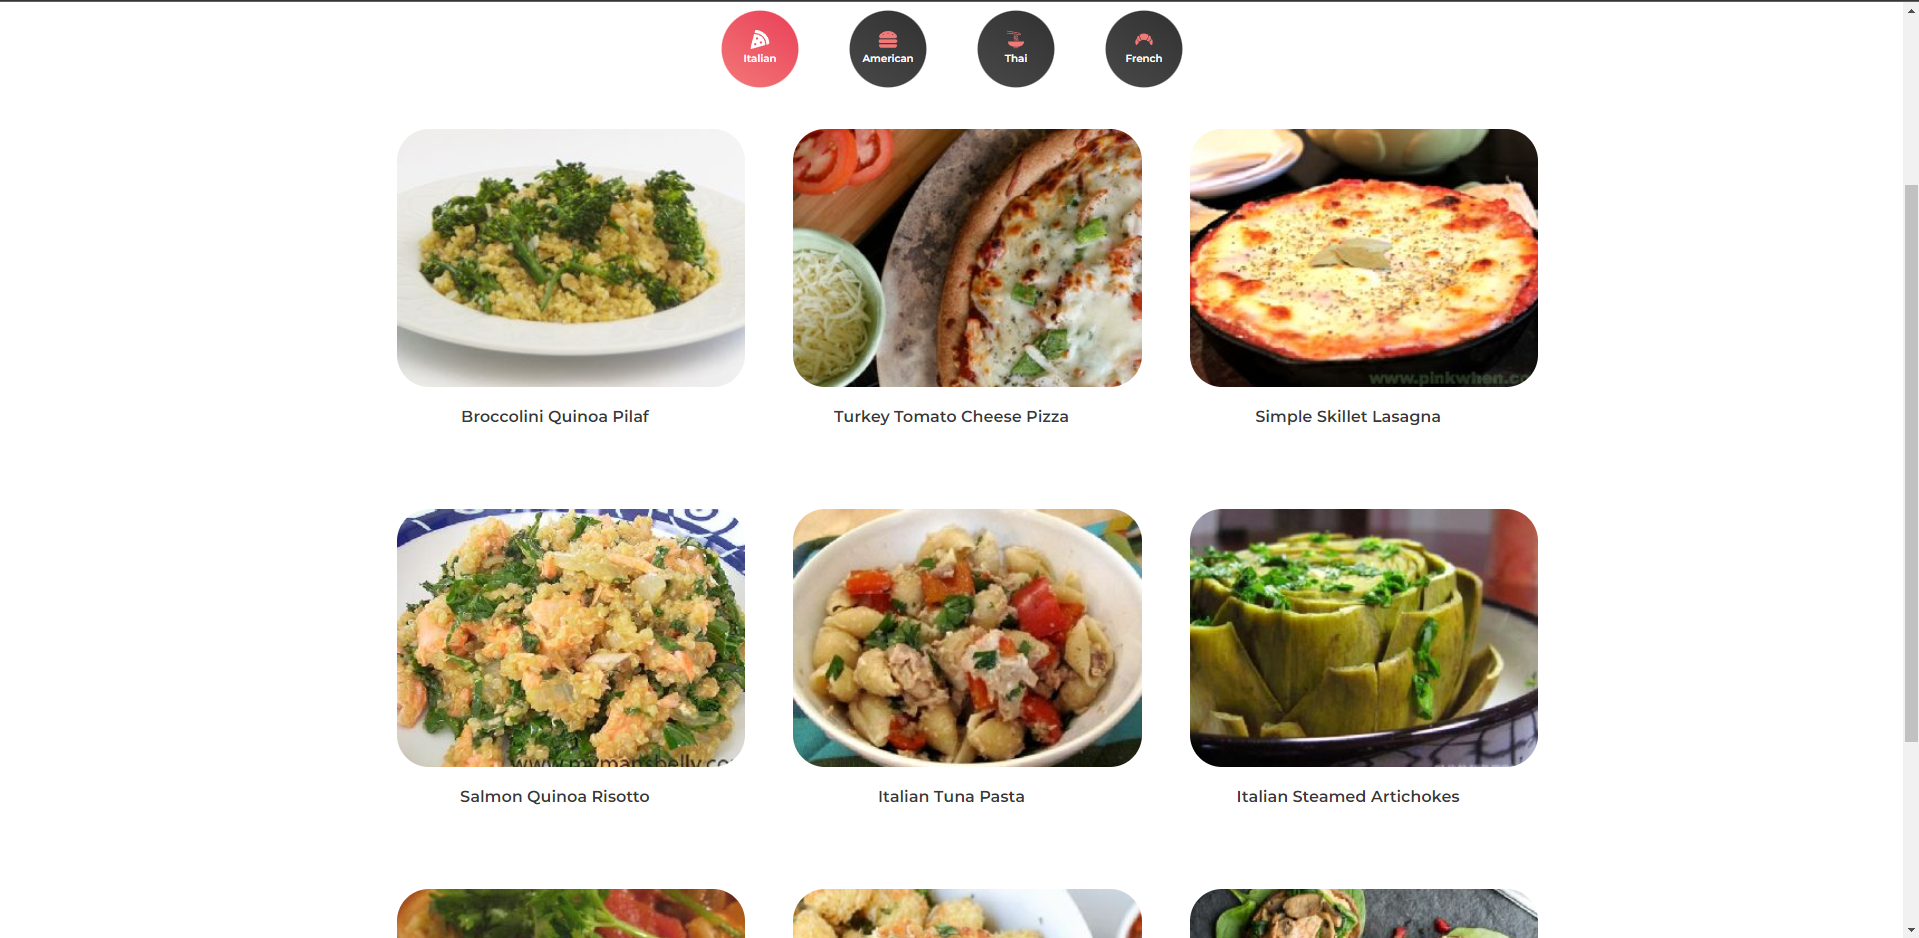 Italian
American
Thai
French
www.pinkwhen.co
Broccolini Quinoa Pilaf
Turkey Tomato Cheese Pizza
Simple Skillet Lasagna
www.mymansbelly.co
Salmon Quinoa Risotto
Italian Tuna Pasta
Italian Steamed Artichokes